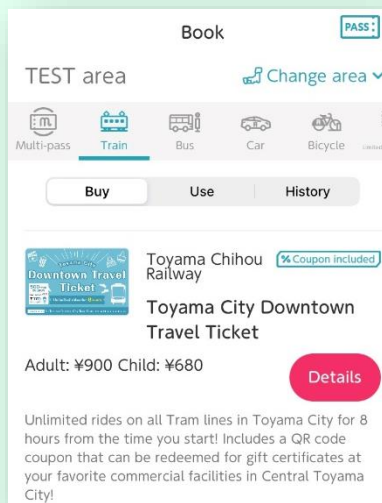 Book
PASS
TEST area
Change area
Multi-pass
Train
Bus
Car
Bicycle
Buy
Use
History
Toyama City
Downtown Travel
Ticket
Toyama Chihou
Railway
Coupon included
Toyama City Downtown
Travel Ticket
Adult: ¥900 Child: ¥680
Details
Unlimited rides on all Tram lines in Toyama City for 8
hours from the time you start! Includes a QR code
coupon that can be redeemed for gift certificates at
your favorite commercial facilities in Central Toyama
City!